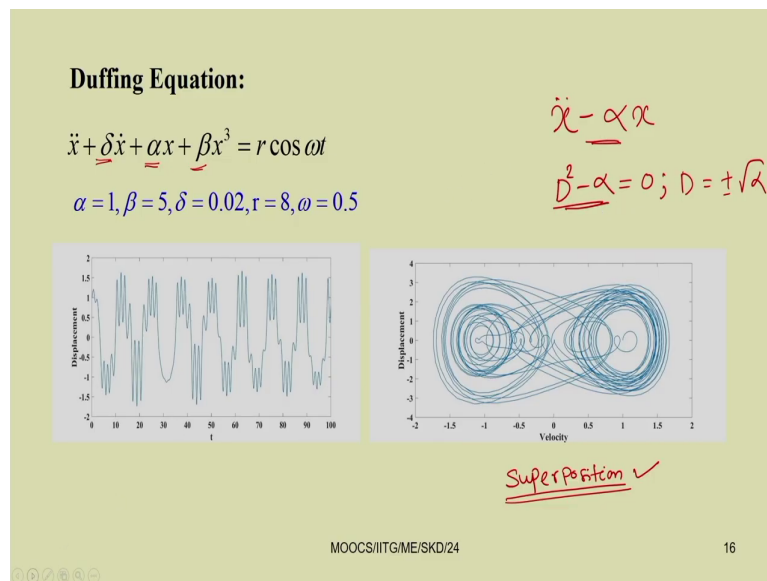 Duffing Equation:
ẍ + δẋ + αx + βx³ = r cos ωt
α = 1, β = 5, δ = 0.02, r = 8, ω = 0.5
ẍ - αx
D² - α = 0 ; D = ±√α
2
1.5
1
0.5
0
-0.5
-1
-1.5
-2
Displacement
0 10 20 30 40 50 60 70 80 90 100
t
4
3
2
1
0
-1
-2
-3
-4
Displacement
-2 -1.5 -1 -0.5 0 0.5 1 1.5 2
Velocity
Superposition ✓
MOOCS/IITG/ME/SKD/24
16